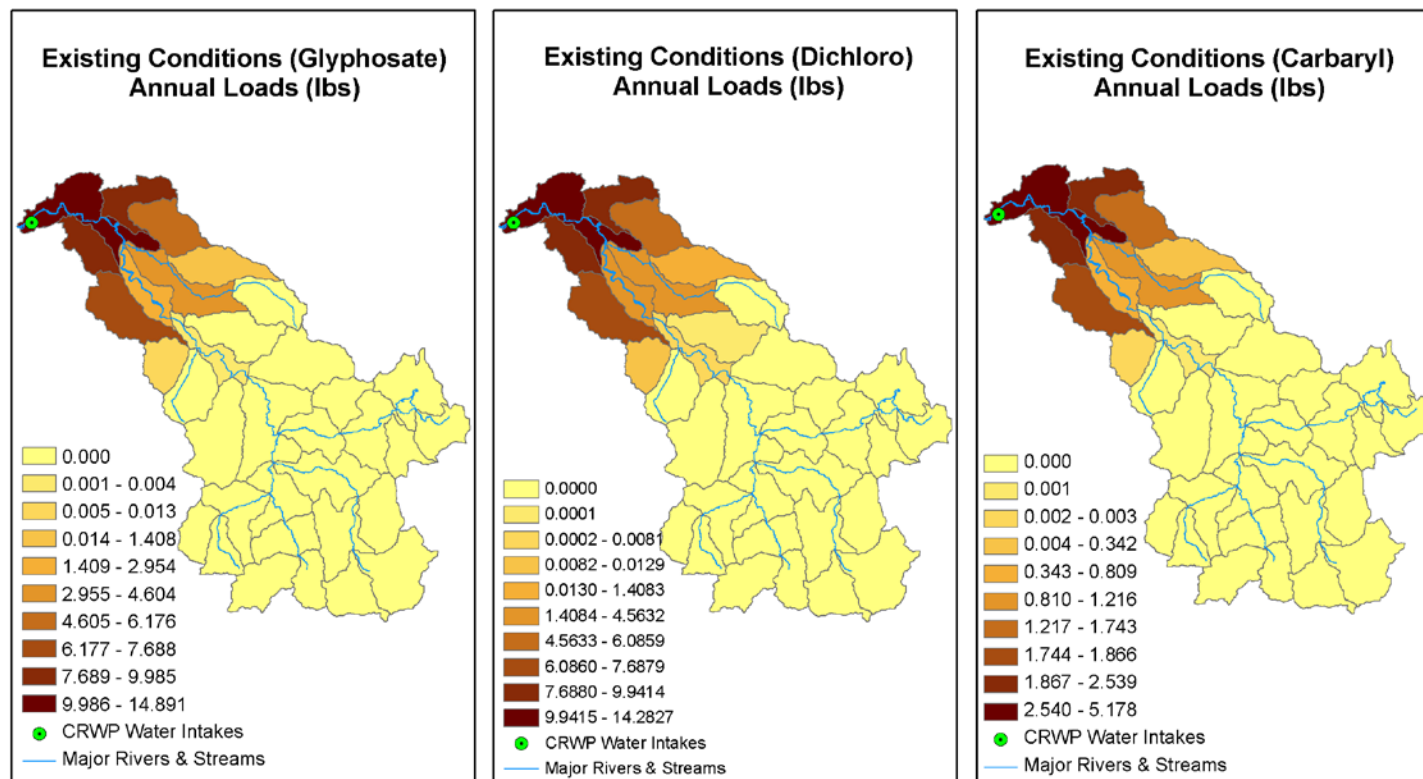 Existing Conditions (Glyphosate)
Annual Loads (lbs)
0.000
0.001 - 0.004
0.005 - 0.013
0.014 - 1.408
1.409 - 2.954
2.955 - 4.604
4.605 - 6.176
6.177 - 7.688
7.689 - 9.985
9.986 - 14.891
CRWP Water Intakes
Major Rivers & Streams
Existing Conditions (Dichloro)
Annual Loads (lbs)
0.0000
0.0001
0.0002 - 0.0081
0.0082 - 0.0129
0.0130 - 1.4083
1.4084 - 4.5632
4.5633 - 6.0859
6.0860 - 7.6879
7.6880 - 9.9414
9.9415 - 14.2827
CRWP Water Intakes
Major Rivers & Streams
Existing Conditions (Carbaryl)
Annual Loads (lbs)
0.000
0.001
0.002 - 0.003
0.004 - 0.342
0.343 - 0.809
0.810 - 1.216
1.217 - 1.743
1.744 - 1.866
1.867 - 2.539
2.540 - 5.178
CRWP Water Intakes
Major Rivers & Streams